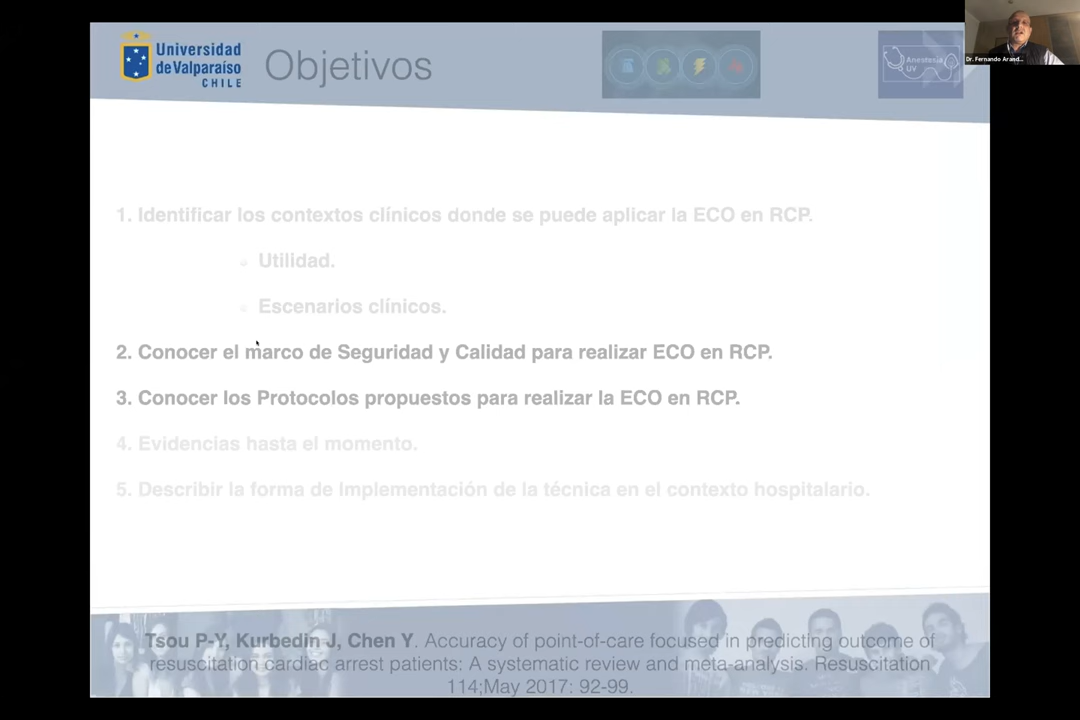 Universidad
de Valparaíso
CHILE
Objetivos
Anestesia
UV
Dr. Fernando Arand...
1. Identificar los contextos clínicos donde se puede aplicar la ECO en RCP.
Utilidad.
Escenarios clínicos.
2. Conocer el marco de Seguridad y Calidad para realizar ECO en RCP.
3. Conocer los Protocolos propuestos para realizar la ECO en RCP.
4. Evidencias hasta el momento.
5. Describir la forma de Implementación de la técnica en el contexto hospitalario.
Tsou P-Y, Kurbedin J, Chen Y. Accuracy of point-of-care focused in predicting outcome of
resuscitation cardiac arrest patients: A systematic review and meta-analysis. Resuscitation
114;May 2017: 92-99.